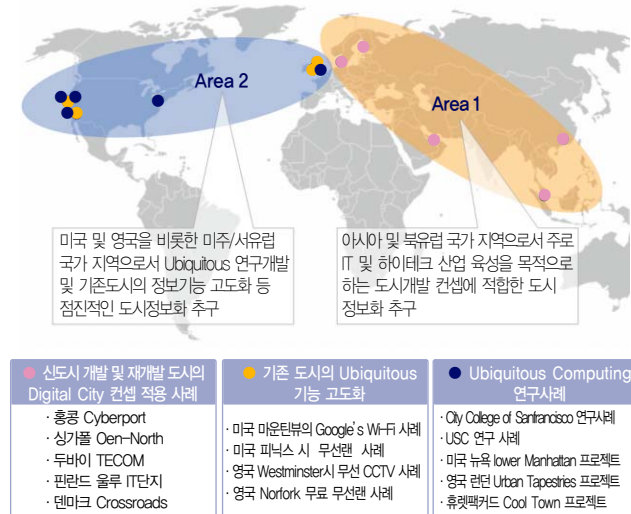 Area 2
Area 1
미국 및 영국을 비롯한 미주/서유럽
국가 지역으로서 Ubiquitous 연구개발
및 기존도시의 정보기능 고도화 등
점진적인 도시정보화 추구
아시아 및 북유럽 국가 지역으로서 주로
IT 및 하이테크 산업 육성을 목적으로
하는 도시개발 컨셉에 적합한 도시
정보화 추구
신도시 개발 및 재개발 도시의
Digital City 컨셉 적용 사례
· 홍콩 Cyberport
· 싱가폴 Oen-North
· 두바이 TECOM
· 핀란드 울루 IT단지
· 덴마크 Crossroads
기존 도시의 Ubiquitous
기능 고도화
· 미국 마운틴뷰의 Google's Wi-Fi 사례
· 미국 피닉스 시 무선랜 사례
· 영국 Westminster시 무선 CCTV 사례
· 영국 Norfork 무료 무선랜 사례
Ubiquitous Computing
연구사례
· City College of Sanfrancisco 연구사례
· USC 연구 사례
· 미국 뉴욕 lower Manhattan 프로젝트
· 영국 런던 Urban Tapestries 프로젝트
· 휴렛팩커드 Cool Town 프로젝트